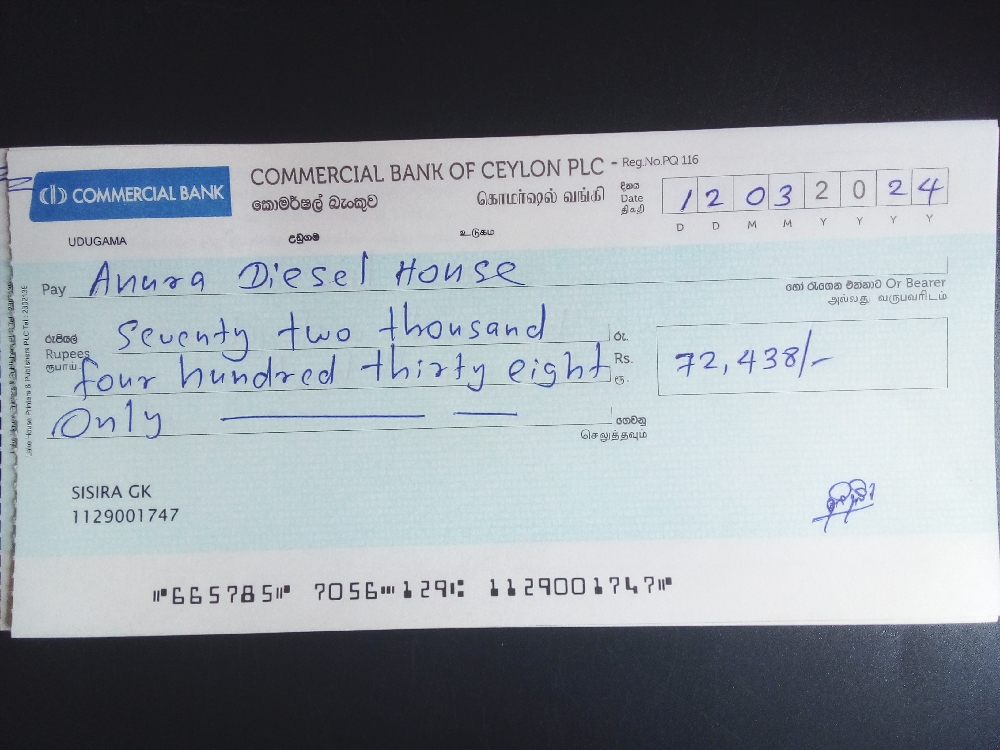 COMMERCIAL BANK
COMMERCIAL BANK OF CEYLON PLC - Reg.No.PQ 116
කොමර්ෂල් බැංකුව கொமர்ஷல் வங்கி
දිනය
Date
திகதி
12 03 2024
D D M M Y Y Y Y
UDUGAMA උඩුගම உடுகம
Pay Anura Diesel House
හෝ රැගෙන එන්නාට Or Bearer
அல்லது வருபவரிடம்
රුපියල් Seventy two thousand රු.
Rupees four hundred thirty eight Rs. 72,438/-
ரூபாய் ரூ.
Only ගෙවනු
செலுத்தவும்
SISIRA GK
1129001747
⑈665785⑈ 7056⑉129⑆ 1129001747⑈